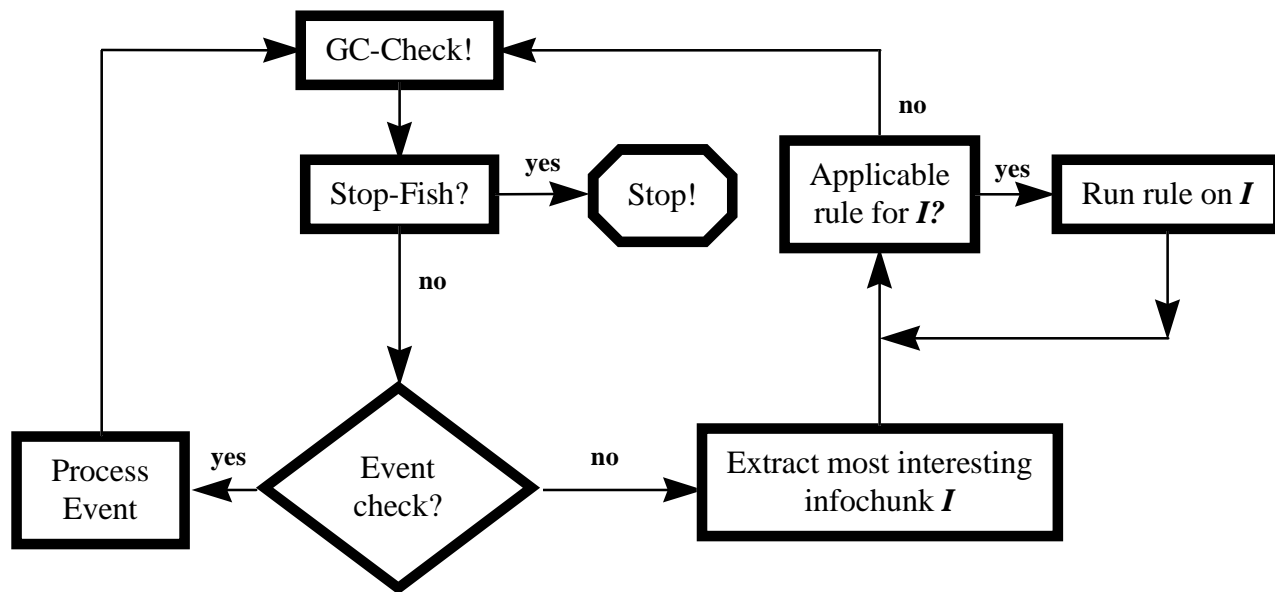 GC-Check!
no
yes
Stop-Fish?
Stop!
Applicable
rule for I?
yes
Run rule on I
no
Process
Event
yes
Event
check?
no
Extract most interesting
infochunk I